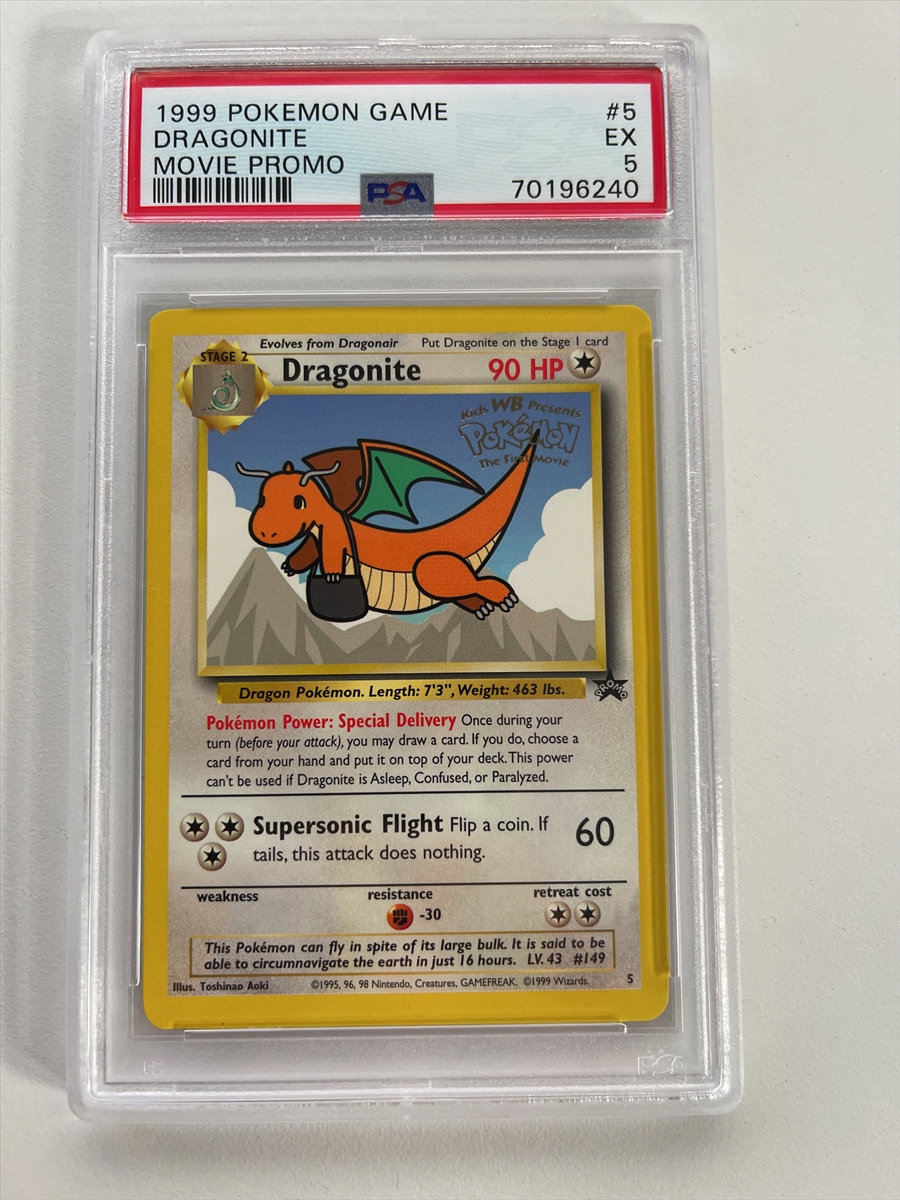 1999 POKEMON GAME #5
DRAGONITE EX
MOVIE PROMO 5
PSA 70196240
Evolves from Dragonair Put Dragonite on the Stage 1 card
STAGE 2
Dragonite 90 HP
Kids WB Presents
POKéMON
The First Movie
Dragon Pokémon. Length: 7'3", Weight: 463 lbs.
PROMO
Pokémon Power: Special Delivery Once during your
turn (before your attack), you may draw a card. If you do, choose a
card from your hand and put it on top of your deck. This power
can't be used if Dragonite is Asleep, Confused, or Paralyzed.
Supersonic Flight Flip a coin. If 60
tails, this attack does nothing.
weakness resistance retreat cost
-30
This Pokémon can fly in spite of its large bulk. It is said to be
able to circumnavigate the earth in just 16 hours. LV. 43 #149
Illus. Toshinao Aoki ©1995, 96, 98 Nintendo, Creatures, GAMEFREAK. ©1999 Wizards. 5
PSA